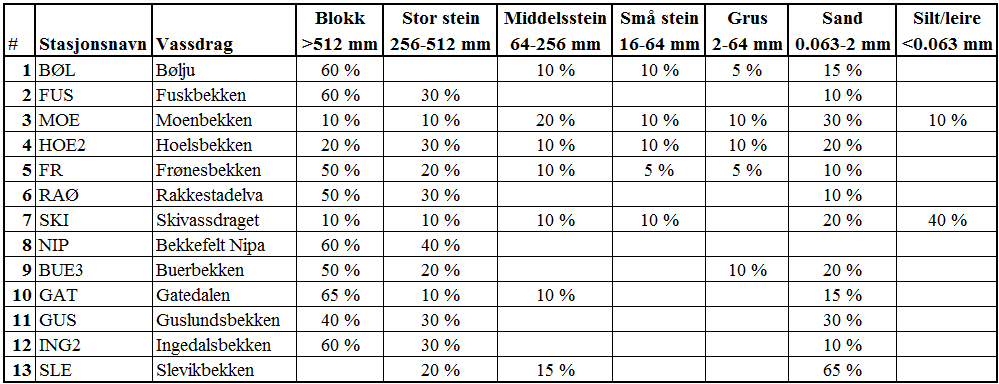 Blokk Stor stein Middelsstein Små stein Grus Sand Silt/leire
# Stasjonsnavn Vassdrag >512 mm 256-512 mm 64-256 mm 16-64 mm 2-64 mm 0.063-2 mm <0.063 mm
1 BØL Bølju 60 % 10 % 10 % 5 % 15 %
2 FUS Fuskbekken 60 % 30 % 10 %
3 MOE Moenbekken 10 % 10 % 20 % 10 % 10 % 30 % 10 %
4 HOE2 Hoelsbekken 20 % 30 % 10 % 10 % 10 % 20 %
5 FR Frønesbekken 50 % 20 % 10 % 5 % 5 % 10 %
6 RAØ Rakkestadelva 50 % 30 % 10 %
7 SKI Skivassdraget 10 % 10 % 10 % 10 % 20 % 40 %
8 NIP Bekkefelt Nipa 60 % 40 %
9 BUE3 Buerbekken 50 % 20 % 10 % 20 %
10 GAT Gatedalen 65 % 10 % 10 % 15 %
11 GUS Guslundsbekken 40 % 30 % 30 %
12 ING2 Ingedalsbekken 60 % 30 % 10 %
13 SLE Slevikbekken 20 % 15 % 65 %